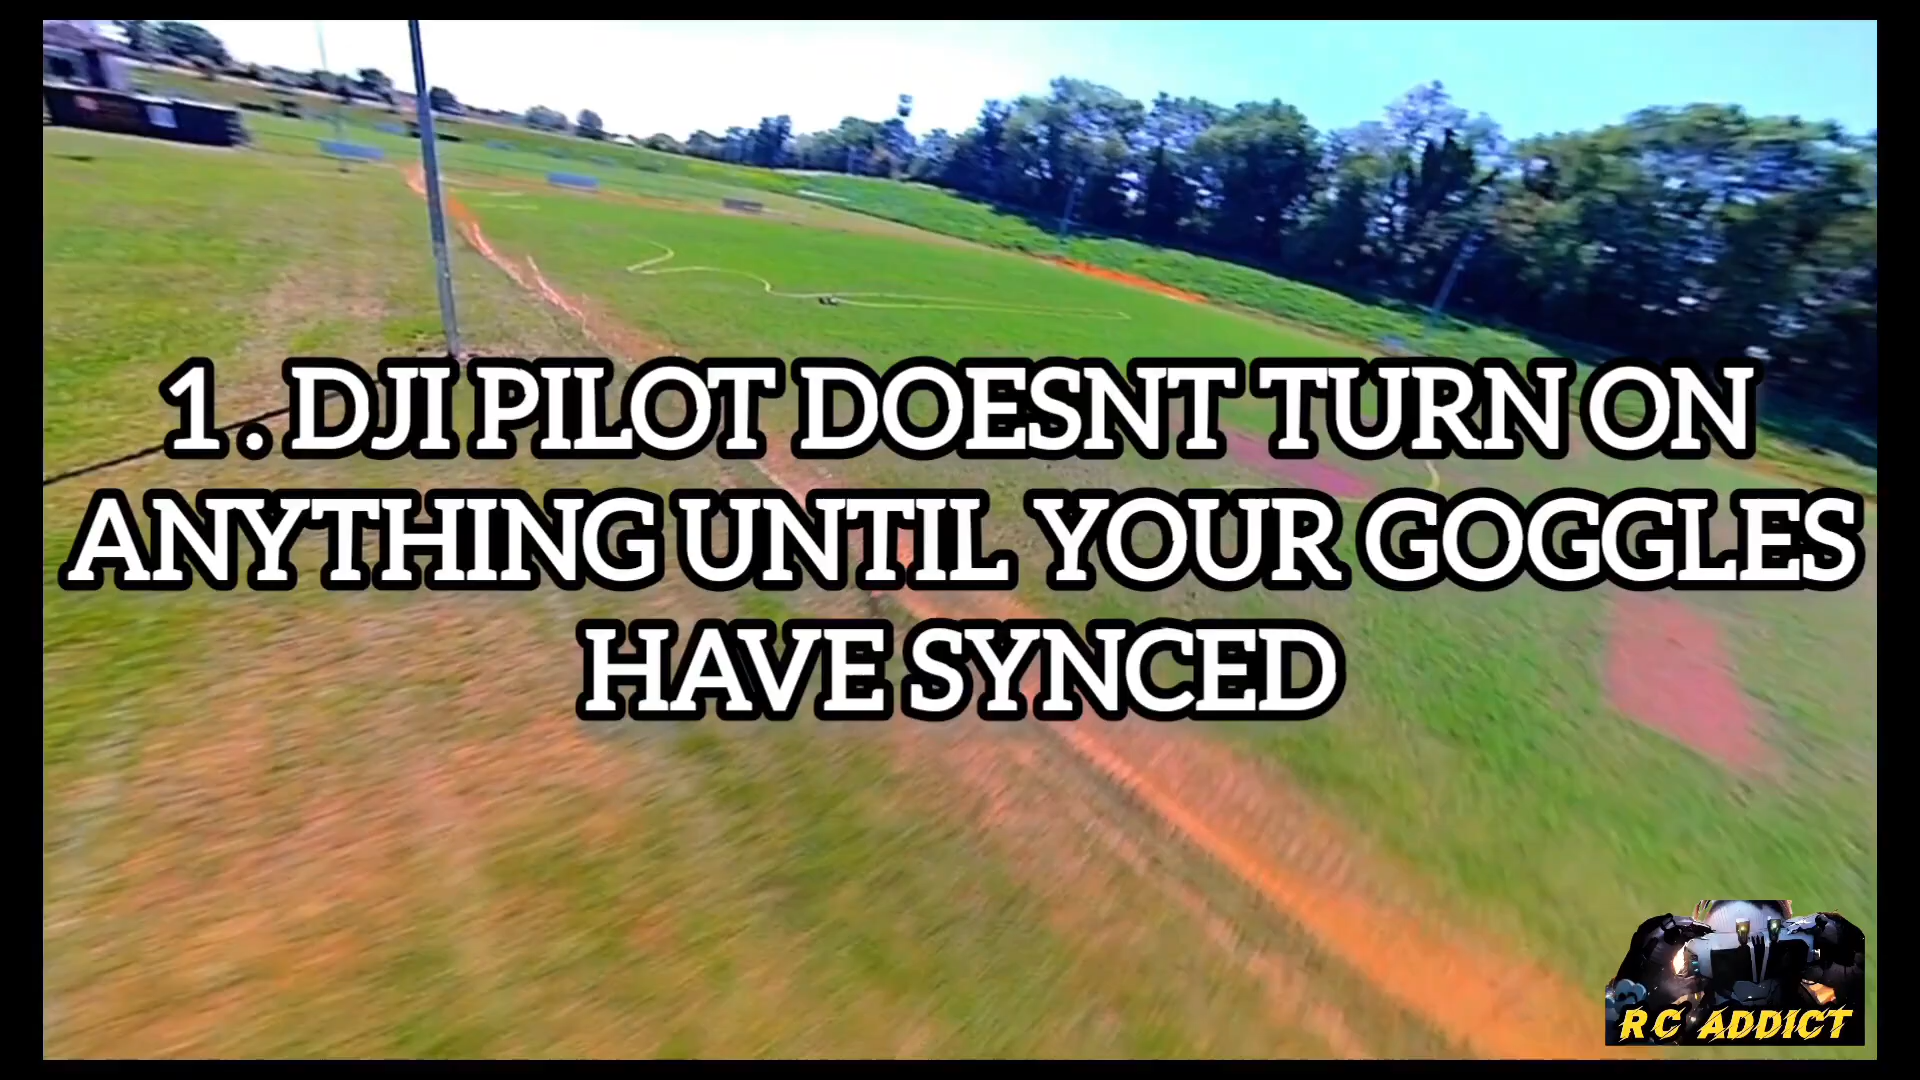 1. DJI PILOT DOESNT TURN ON
ANYTHING UNTIL YOUR GOGGLES
HAVE SYNCED
RC ADDICT